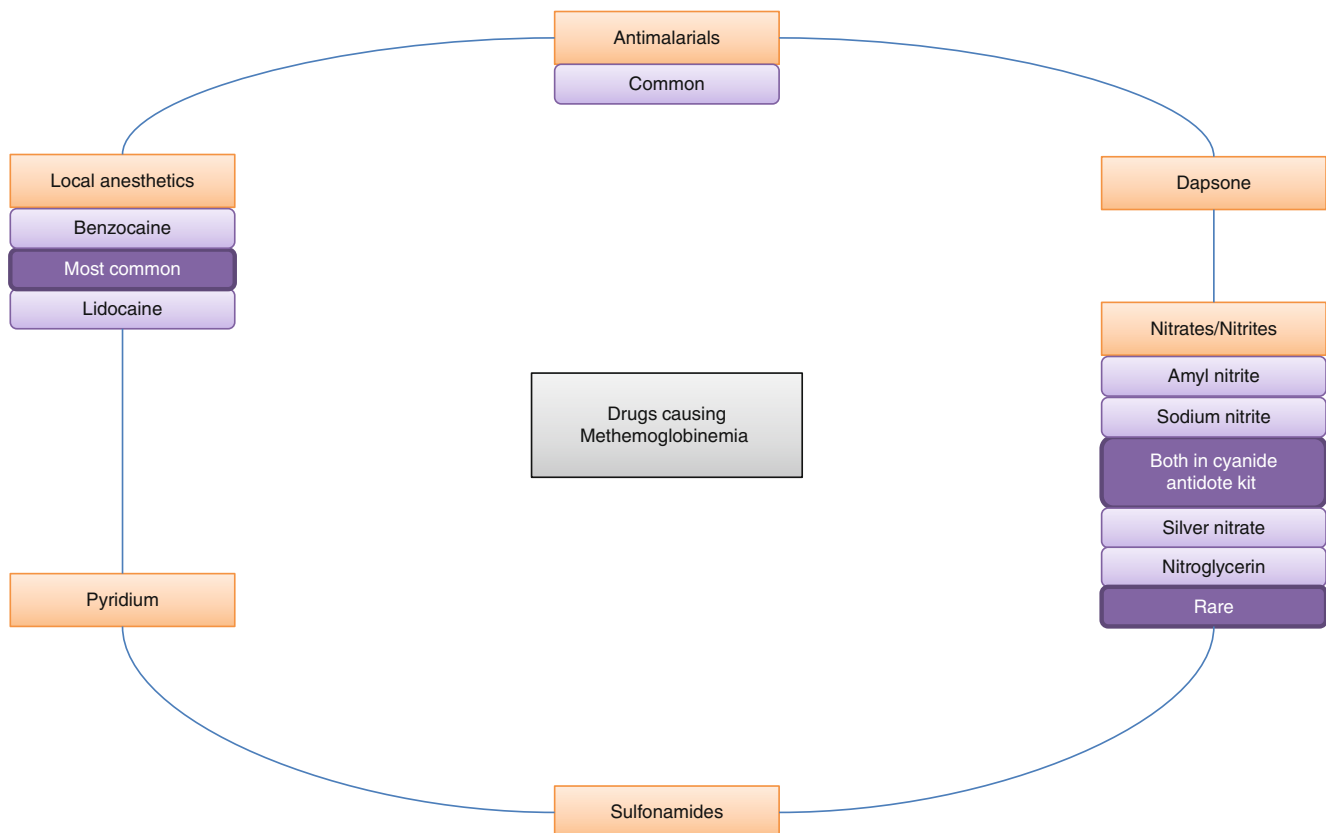 Antimalarials
Common
Local anesthetics
Benzocaine
Most common
Lidocaine
Dapsone
Nitrates/Nitrites
Amyl nitrite
Sodium nitrite
Both in cyanide
antidote kit
Silver nitrate
Nitroglycerin
Rare
Drugs causing
Methemoglobinemia
Pyridium
Sulfonamides